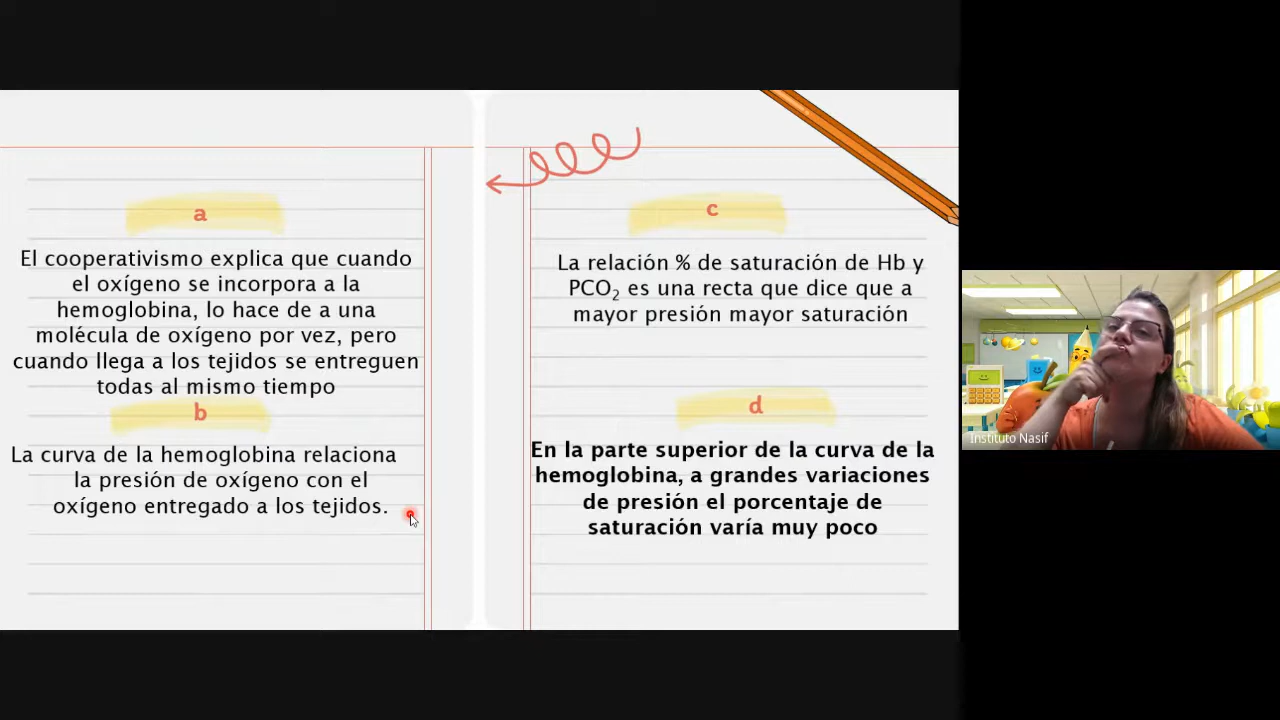 a
El cooperativismo explica que cuando
el oxígeno se incorpora a la
hemoglobina, lo hace de a una
molécula de oxígeno por vez, pero
cuando llega a los tejidos se entreguen
todas al mismo tiempo
b
La curva de la hemoglobina relaciona
la presión de oxígeno con el
oxígeno entregado a los tejidos.
c
La relación % de saturación de Hb y
PCO₂ es una recta que dice que a
mayor presión mayor saturación
d
En la parte superior de la curva de la
hemoglobina, a grandes variaciones
de presión el porcentaje de
saturación varía muy poco
Instituto Nasif